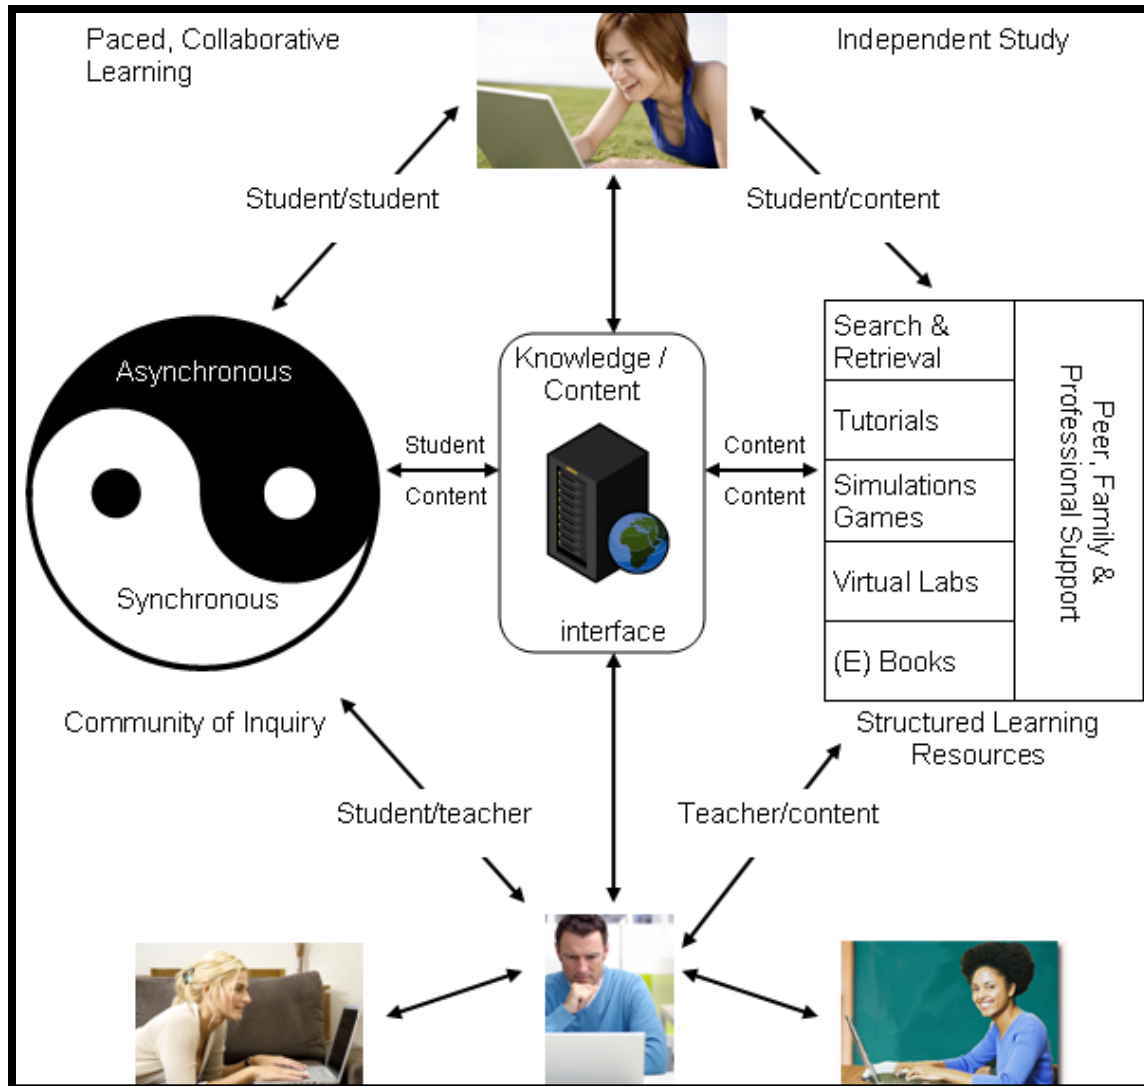 Paced, Collaborative
Learning
Independent Study
Student/student
Student/content
Asynchronous
Synchronous
Community of Inquiry
Student
Content
Knowledge /
Content
interface
Content
Content
Search &
Retrieval
Tutorials
Simulations
Games
Virtual Labs
(E) Books
Peer, Family &
Professional Support
Structured Learning
Resources
Student/teacher
Teacher/content